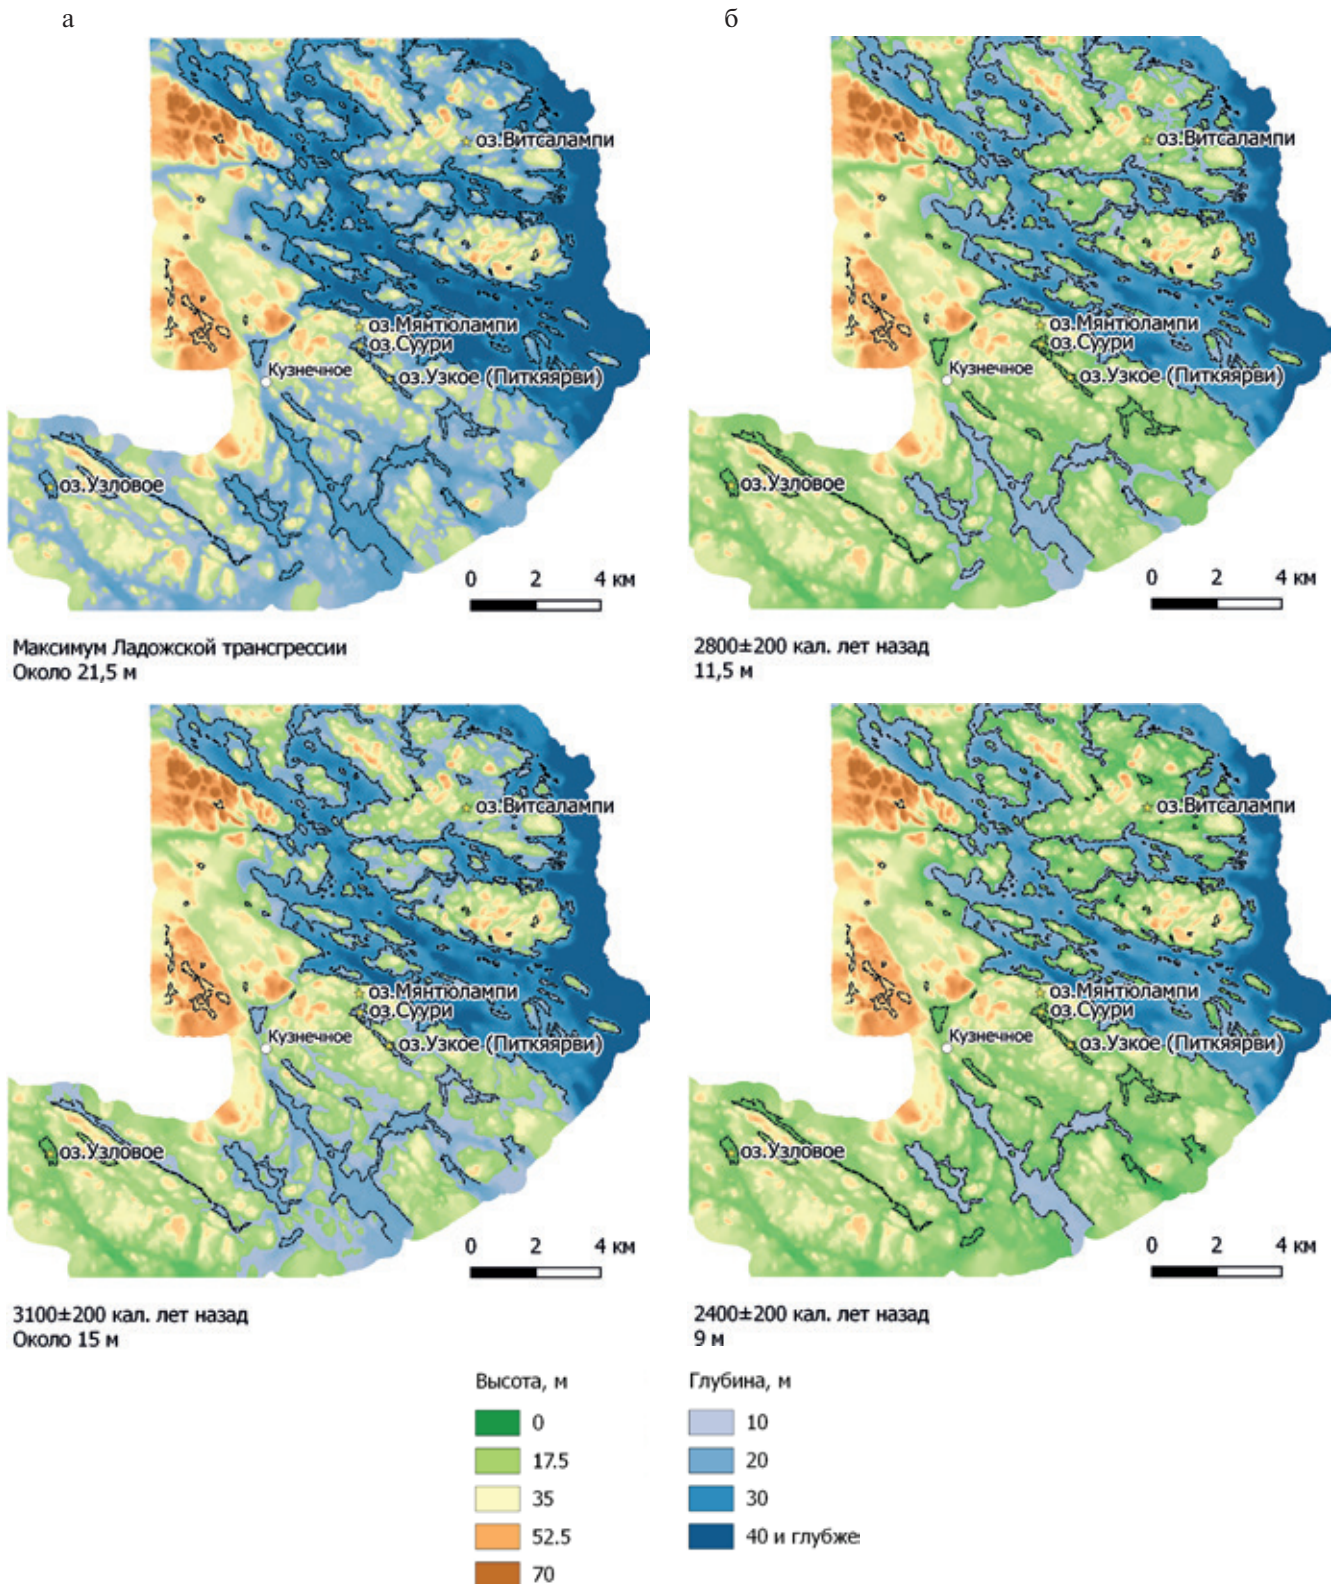 а
б
оз.Витсалампи
оз.Мянтюлампи
оз.Суури
Кузнечное
оз.Узкое (Питкяярви)
оз.Узловое
0 2 4 км
Максимум Ладожской трансгрессии
Около 21,5 м
оз.Витсалампи
оз.Мянтюлампи
оз.Суури
Кузнечное
оз.Узкое (Питкяярви)
оз.Узловое
0 2 4 км
2800±200 кал. лет назад
11,5 м
оз.Витсалампи
оз.Мянтюлампи
оз.Суури
Кузнечное
оз.Узкое (Питкяярви)
оз.Узловое
0 2 4 км
3100±200 кал. лет назад
Около 15 м
оз.Витсалампи
оз.Мянтюлампи
оз.Суури
Кузнечное
оз.Узкое (Питкяярви)
оз.Узловое
0 2 4 км
2400±200 кал. лет назад
9 м
Высота, м
0
17.5
35
52.5
70
Глубина, м
10
20
30
40 и глубже